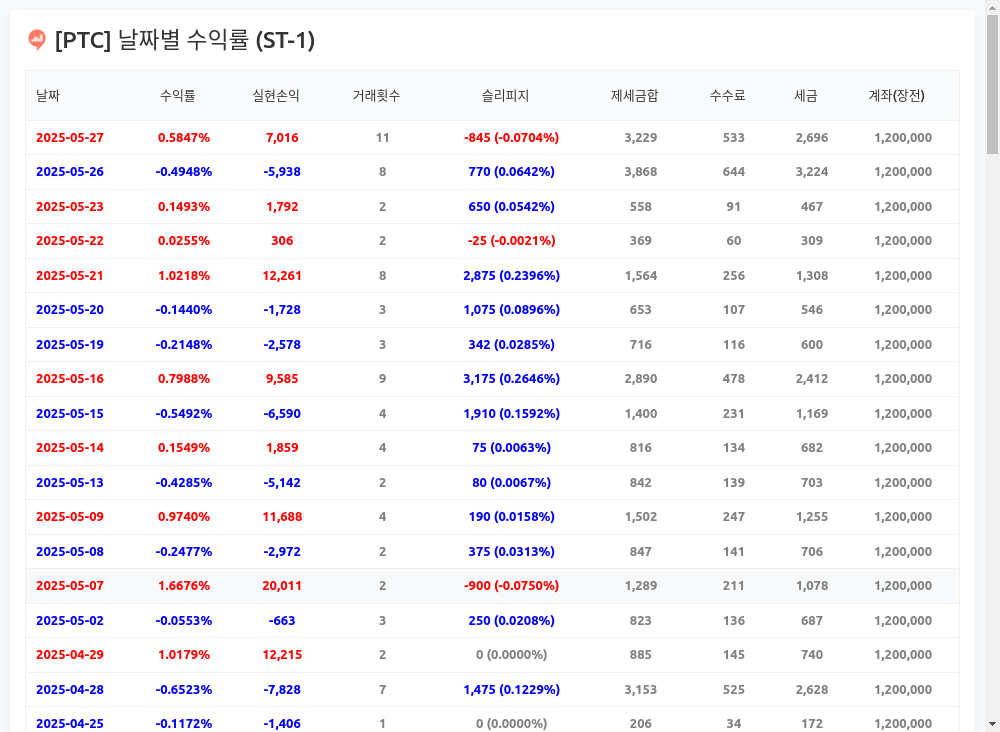 [PTC] 날짜별 수익률 (ST-1)
날짜 수익률 실현손익 거래횟수 슬리피지 제세금합 수수료 세금 계좌(장전)
2025-05-27 0.5847% 7,016 11 -845 (-0.0704%) 3,229 533 2,696 1,200,000
2025-05-26 -0.4948% -5,938 8 770 (0.0642%) 3,868 644 3,224 1,200,000
2025-05-23 0.1493% 1,792 2 650 (0.0542%) 558 91 467 1,200,000
2025-05-22 0.0255% 306 2 -25 (-0.0021%) 369 60 309 1,200,000
2025-05-21 1.0218% 12,261 8 2,875 (0.2396%) 1,564 256 1,308 1,200,000
2025-05-20 -0.1440% -1,728 3 1,075 (0.0896%) 653 107 546 1,200,000
2025-05-19 -0.2148% -2,578 3 342 (0.0285%) 716 116 600 1,200,000
2025-05-16 0.7988% 9,585 9 3,175 (0.2646%) 2,890 478 2,412 1,200,000
2025-05-15 -0.5492% -6,590 4 1,910 (0.1592%) 1,400 231 1,169 1,200,000
2025-05-14 0.1549% 1,859 4 75 (0.0063%) 816 134 682 1,200,000
2025-05-13 -0.4285% -5,142 2 80 (0.0067%) 842 139 703 1,200,000
2025-05-09 0.9740% 11,688 4 190 (0.0158%) 1,502 247 1,255 1,200,000
2025-05-08 -0.2477% -2,972 2 375 (0.0313%) 847 141 706 1,200,000
2025-05-07 1.6676% 20,011 2 -900 (-0.0750%) 1,289 211 1,078 1,200,000
2025-05-02 -0.0553% -663 3 250 (0.0208%) 823 136 687 1,200,000
2025-04-29 1.0179% 12,215 2 0 (0.0000%) 885 145 740 1,200,000
2025-04-28 -0.6523% -7,828 7 1,475 (0.1229%) 3,153 525 2,628 1,200,000
2025-04-25 -0.1172% -1,406 1 0 (0.0000%) 206 34 172 1,200,000